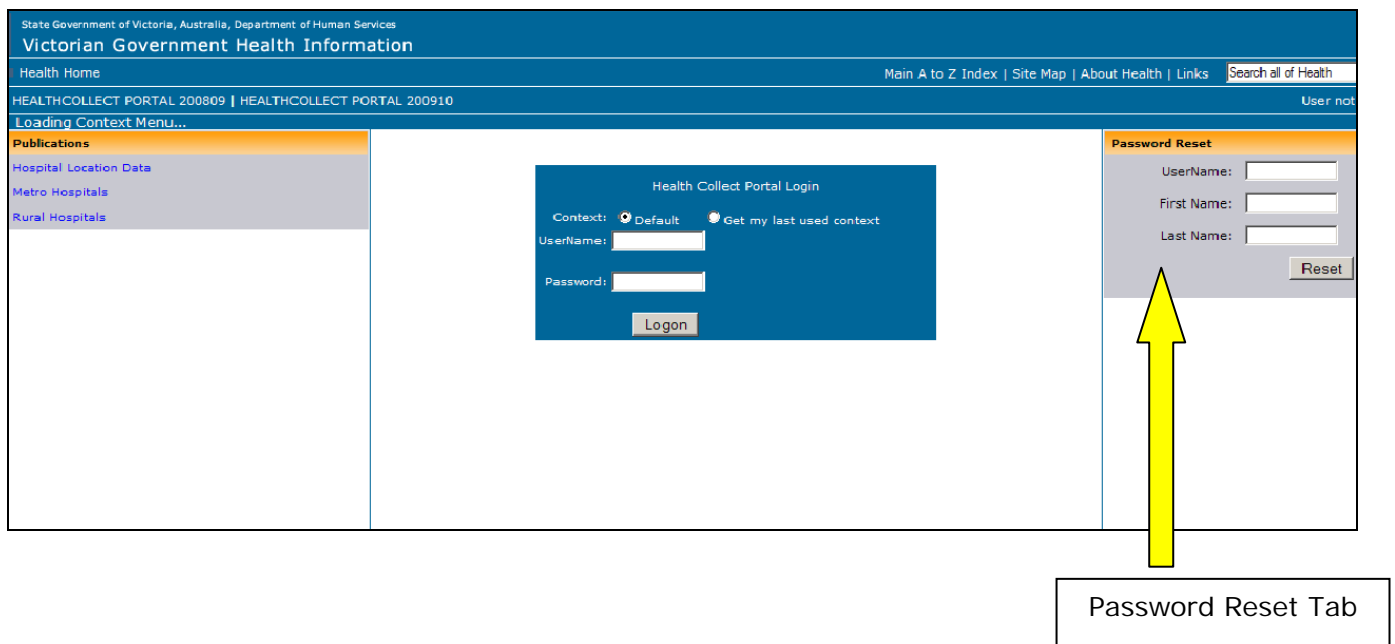 State Government of Victoria, Australia, Department of Human Services
Victorian Government Health Information
Health Home
Main A to Z Index | Site Map | About Health | Links
Search all of Health
HEALTHCOLLECT PORTAL 200809 | HEALTHCOLLECT PORTAL 200910
User not
Loading Context Menu...
Publications
Hospital Location Data
Metro Hospitals
Rural Hospitals
Health Collect Portal Login
Context: Default Get my last used context
UserName:
Password:
Logon
Password Reset
UserName:
First Name:
Last Name:
Reset
Password Reset Tab